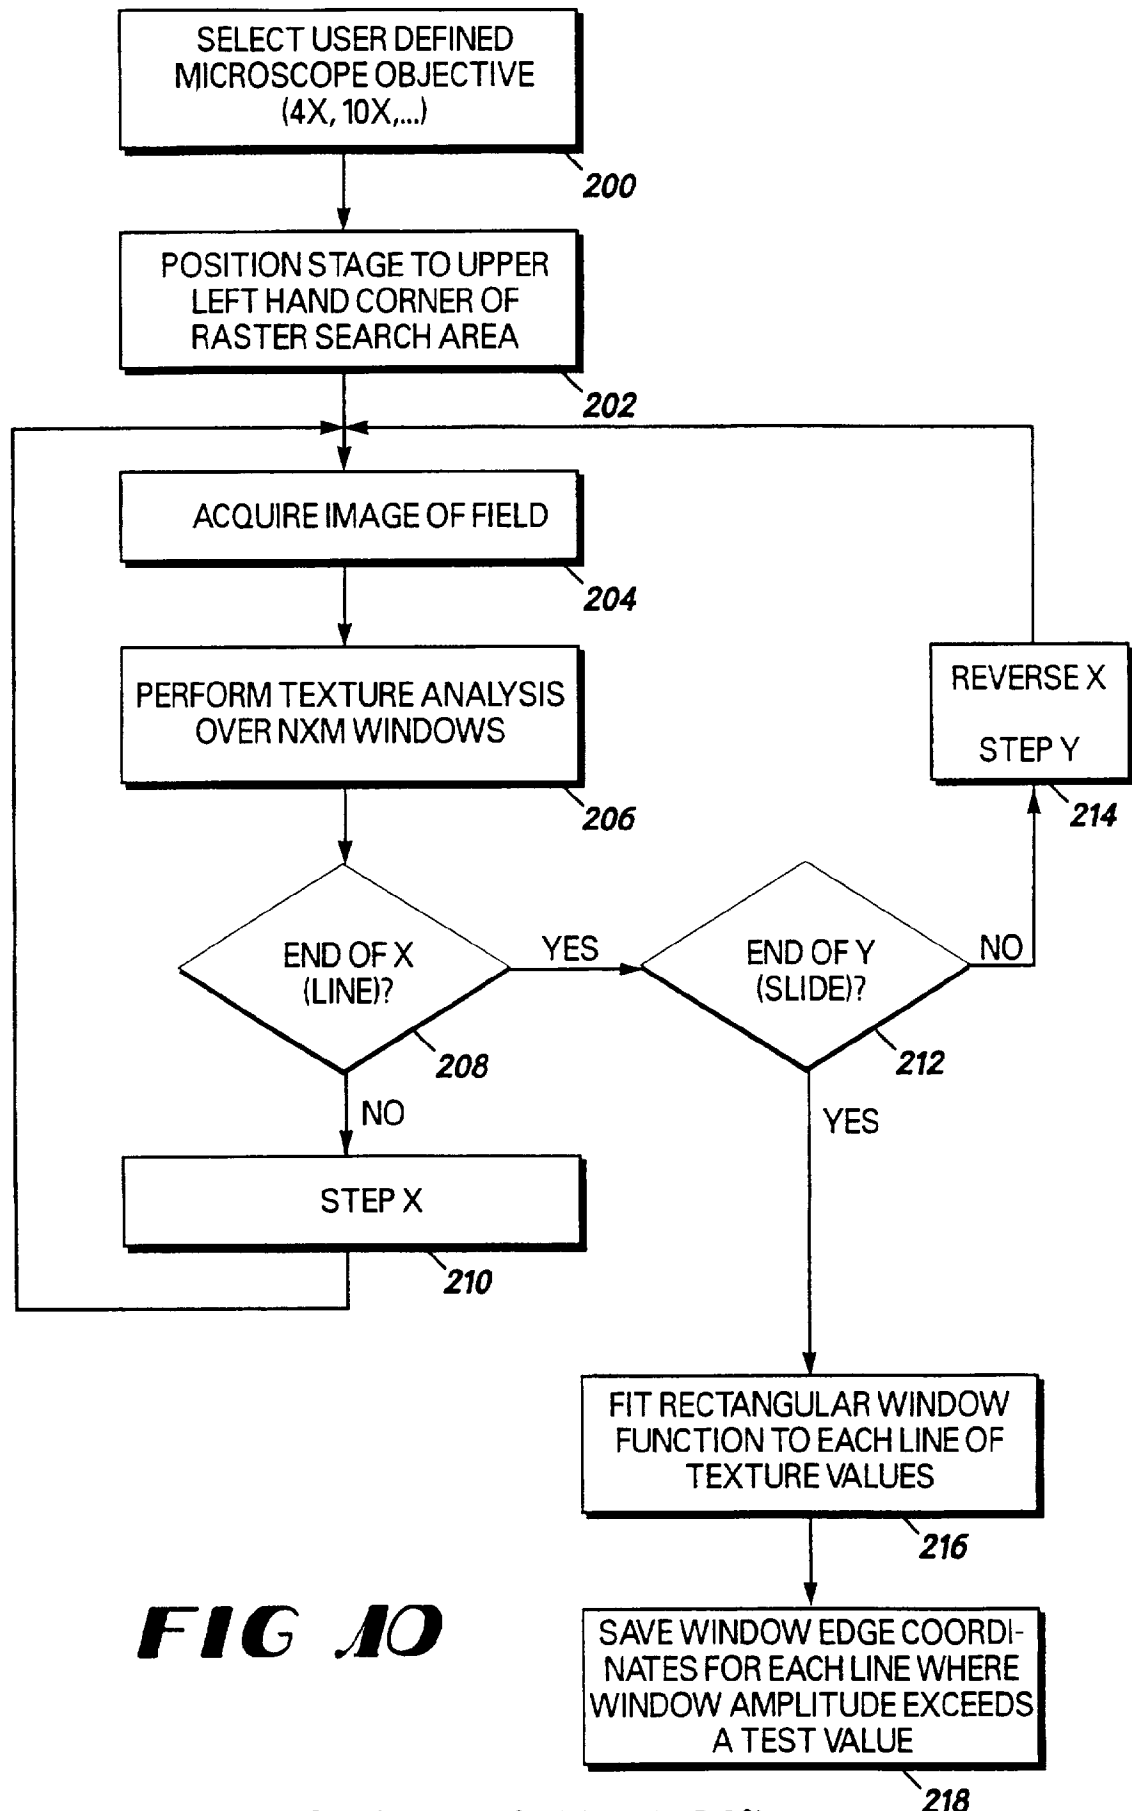 SELECT USER DEFINED
MICROSCOPE OBJECTIVE
(4X, 10X,...)
200
POSITION STAGE TO UPPER
LEFT HAND CORNER OF
RASTER SEARCH AREA
202
ACQUIRE IMAGE OF FIELD
204
PERFORM TEXTURE ANALYSIS
OVER NXM WINDOWS
206
REVERSE X
STEP Y
214
END OF X
(LINE)?
208
YES
END OF Y
(SLIDE)?
212
NO
NO
YES
STEP X
210
FIT RECTANGULAR WINDOW
FUNCTION TO EACH LINE OF
TEXTURE VALUES
216
SAVE WINDOW EDGE COORDI-
NATES FOR EACH LINE WHERE
WINDOW AMPLITUDE EXCEEDS
A TEST VALUE
218
FIG 10